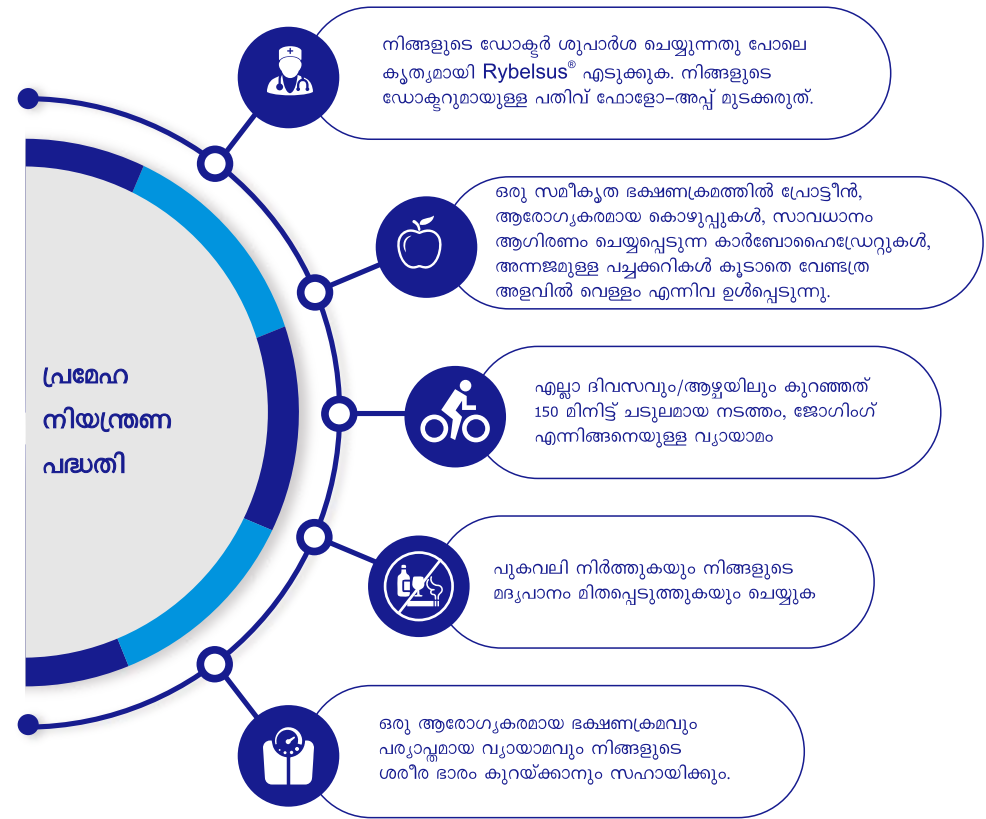 നിങ്ങളുടെ ഡോക്ടർ ശുപാർശ ചെയ്യുന്നതു പോലെ
കൃത്യമായി Rybelsus® എടുക്കുക. നിങ്ങളുടെ
ഡോക്ടറുമായുള്ള പതിവ് ഫോളോ-അപ്പ് മുടക്കരുത്.
ഒരു സമീകൃത ഭക്ഷണക്രമത്തിൽ പ്രോട്ടീൻ,
ആരോഗ്യകരമായ കൊഴുപ്പുകൾ, സാവധാനം
ആഗിരണം ചെയ്യപ്പെടുന്ന കാർബോഹൈഡ്രേറ്റുകൾ,
അന്നജമുള്ള പച്ചക്കറികൾ കൂടാതെ വേണ്ടത്ര
അളവിൽ വെള്ളം എന്നിവ ഉൾപ്പെടുന്നു.
പ്രമേഹ
നിയന്ത്രണ
പദ്ധതി
എല്ലാ ദിവസവും/ആഴ്ചയിലും കുറഞ്ഞത്
150 മിനിട്ട് ചടുലമായ നടത്തം, ജോഗിംഗ്
എന്നിങ്ങനെയുള്ള വ്യായാമം
പുകവലി നിർത്തുകയും നിങ്ങളുടെ
മദ്യപാനം മിതപ്പെടുത്തുകയും ചെയ്യുക
ഒരു ആരോഗ്യകരമായ ഭക്ഷണക്രമവും
പര്യാപ്തമായ വ്യായാമവും നിങ്ങളുടെ
ശരീര ഭാരം കുറയ്ക്കാനും സഹായിക്കും.